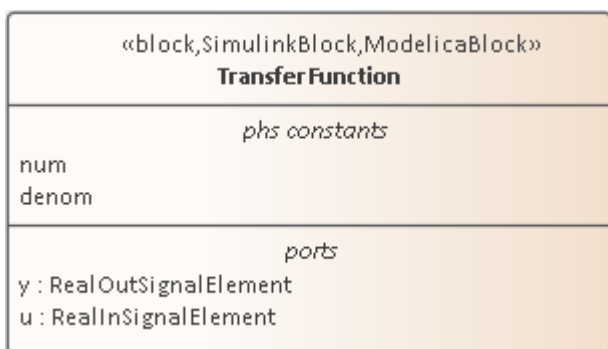 «block,SimulinkBlock,ModelicaBlock»
TransferFunction
phs constants
num
denom
ports
y : RealOutSignalElement
u : RealInSignalElement